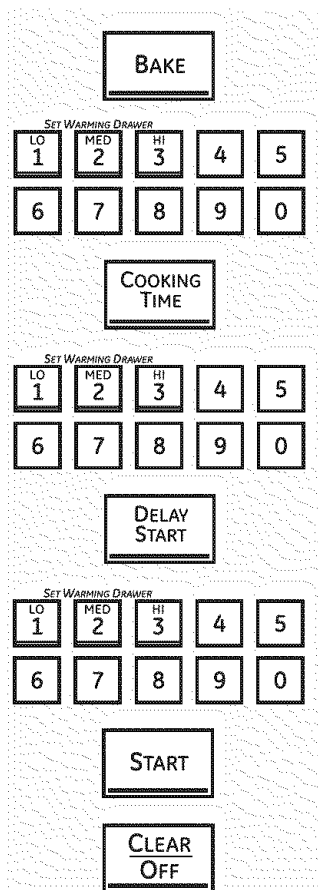 BAKE
SET WARMING DRAWER
LO MED HI
1 2 3 4 5
6 7 8 9 0
COOKING
TIME
SET WARMING DRAWER
LO MED HI
1 2 3 4 5
6 7 8 9 0
DELAY
START
SET WARMING DRAWER
LO MED HI
1 2 3 4 5
6 7 8 9 0
START
CLEAR
OFF